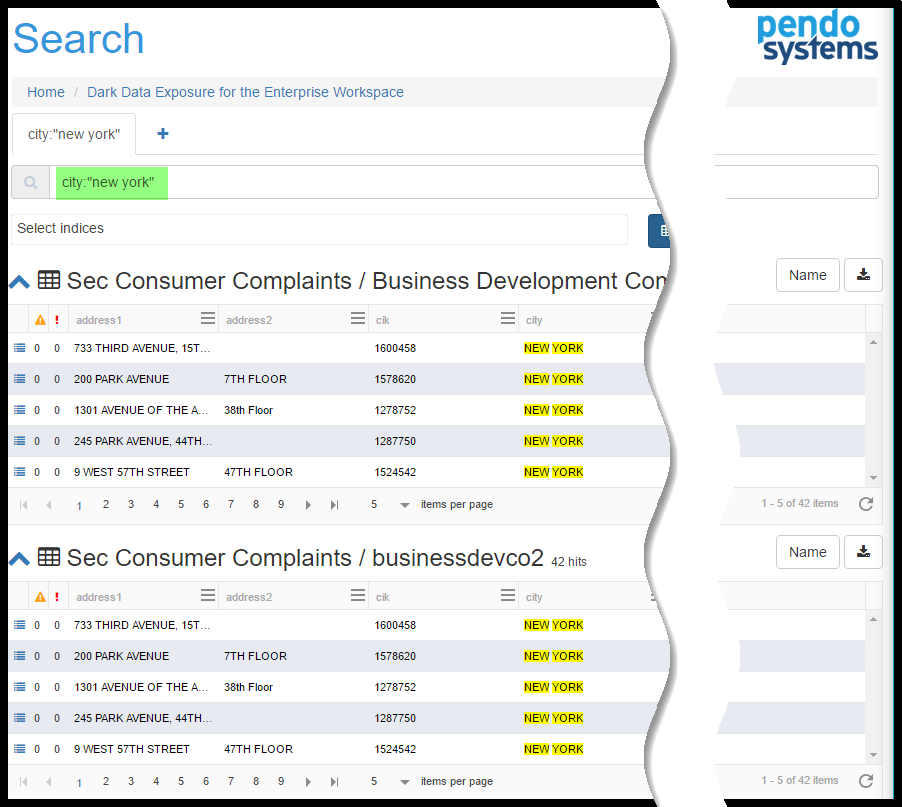 Search
pendo
systems
Home / Dark Data Exposure for the Enterprise Workspace
city:"new york" +
city:"new york"
Select indices
Sec Consumer Complaints / Business Development Name
! address1 address2 cik city
0 0 733 THIRD AVENUE, 15T... 1600458 NEW YORK
0 0 200 PARK AVENUE 7TH FLOOR 1578620 NEW YORK
0 0 1301 AVENUE OF THE A... 38th Floor 1278752 NEW YORK
0 0 245 PARK AVENUE, 44TH... 1287750 NEW YORK
0 0 9 WEST 57TH STREET 47TH FLOOR 1524542 NEW YORK
1 2 3 4 5 6 7 8 9 5 items per page 1 - 5 of 42 items
Sec Consumer Complaints / businessdevco2 42 hits Name
! address1 address2 cik city
0 0 733 THIRD AVENUE, 15T... 1600458 NEW YORK
0 0 200 PARK AVENUE 7TH FLOOR 1578620 NEW YORK
0 0 1301 AVENUE OF THE A... 38th Floor 1278752 NEW YORK
0 0 245 PARK AVENUE, 44TH... 1287750 NEW YORK
0 0 9 WEST 57TH STREET 47TH FLOOR 1524542 NEW YORK
1 2 3 4 5 6 7 8 9 5 items per page 1 - 5 of 42 items